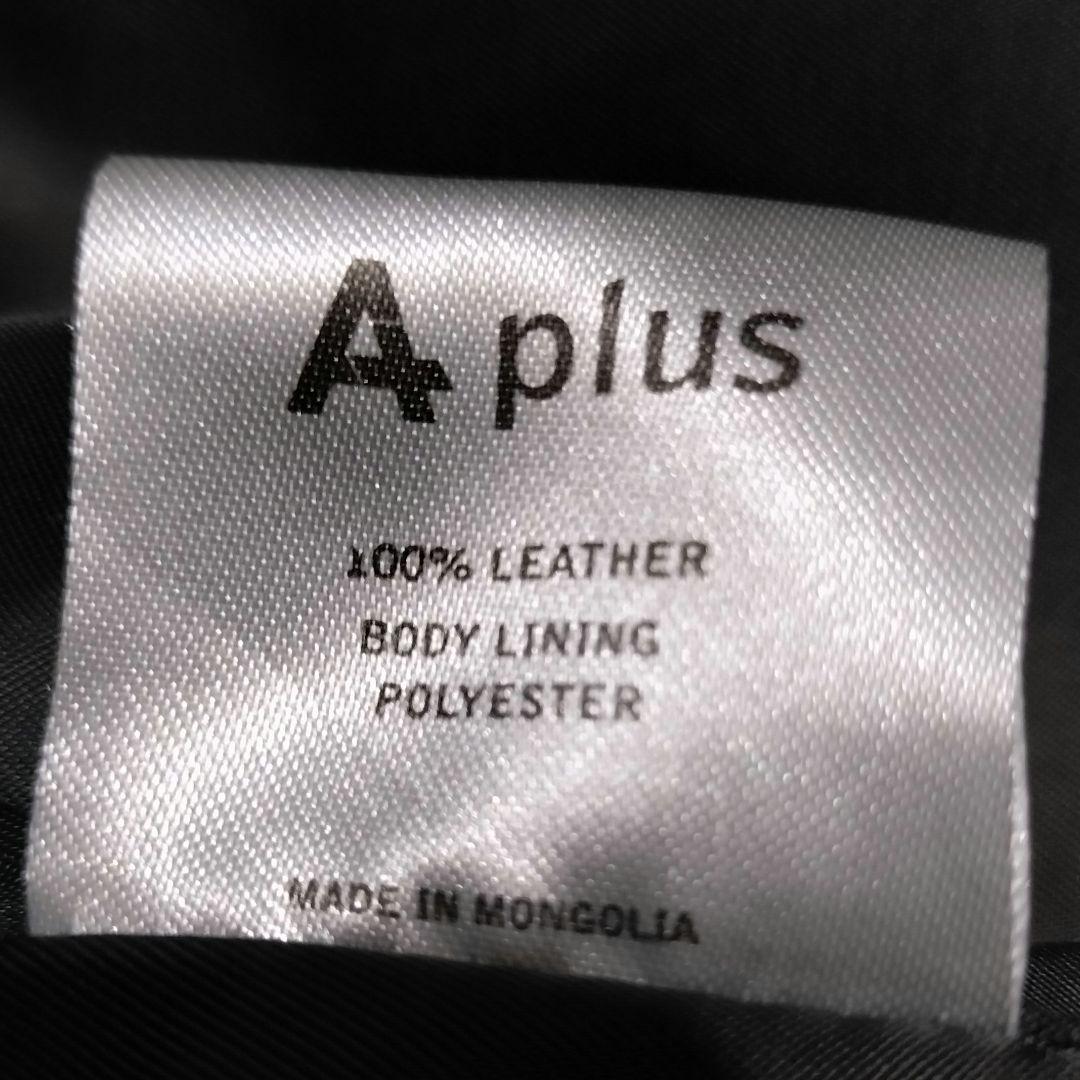 A plus
100% LEATHER
BODY LINING
POLYESTER
MADE IN MONGOLIA